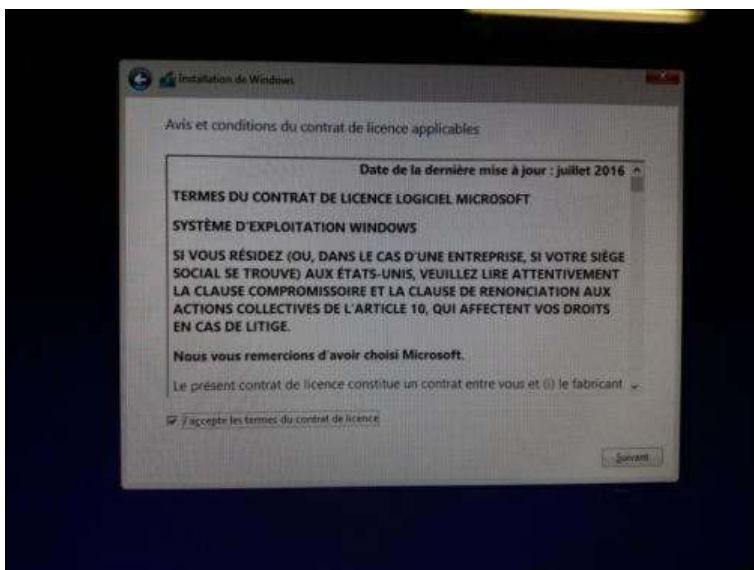 Installation de Windows
Avis et conditions du contrat de licence applicables
Date de la dernière mise à jour : juillet 2016
TERMES DU CONTRAT DE LICENCE LOGICIEL MICROSOFT
SYSTÈME D'EXPLOITATION WINDOWS
SI VOUS RÉSIDEZ (OU, DANS LE CAS D'UNE ENTREPRISE, SI VOTRE SIÈGE
SOCIAL SE TROUVE) AUX ÉTATS-UNIS, VEUILLEZ LIRE ATTENTIVEMENT
LA CLAUSE COMPROMISSOIRE ET LA CLAUSE DE RENONCIATION AUX
ACTIONS COLLECTIVES DE L'ARTICLE 10, QUI AFFECTENT VOS DROITS
EN CAS DE LITIGE.
Nous vous remercions d'avoir choisi Microsoft.
Le présent contrat de licence constitue un contrat entre vous et (i) le fabricant
J'accepte les termes du contrat de licence
Suivant